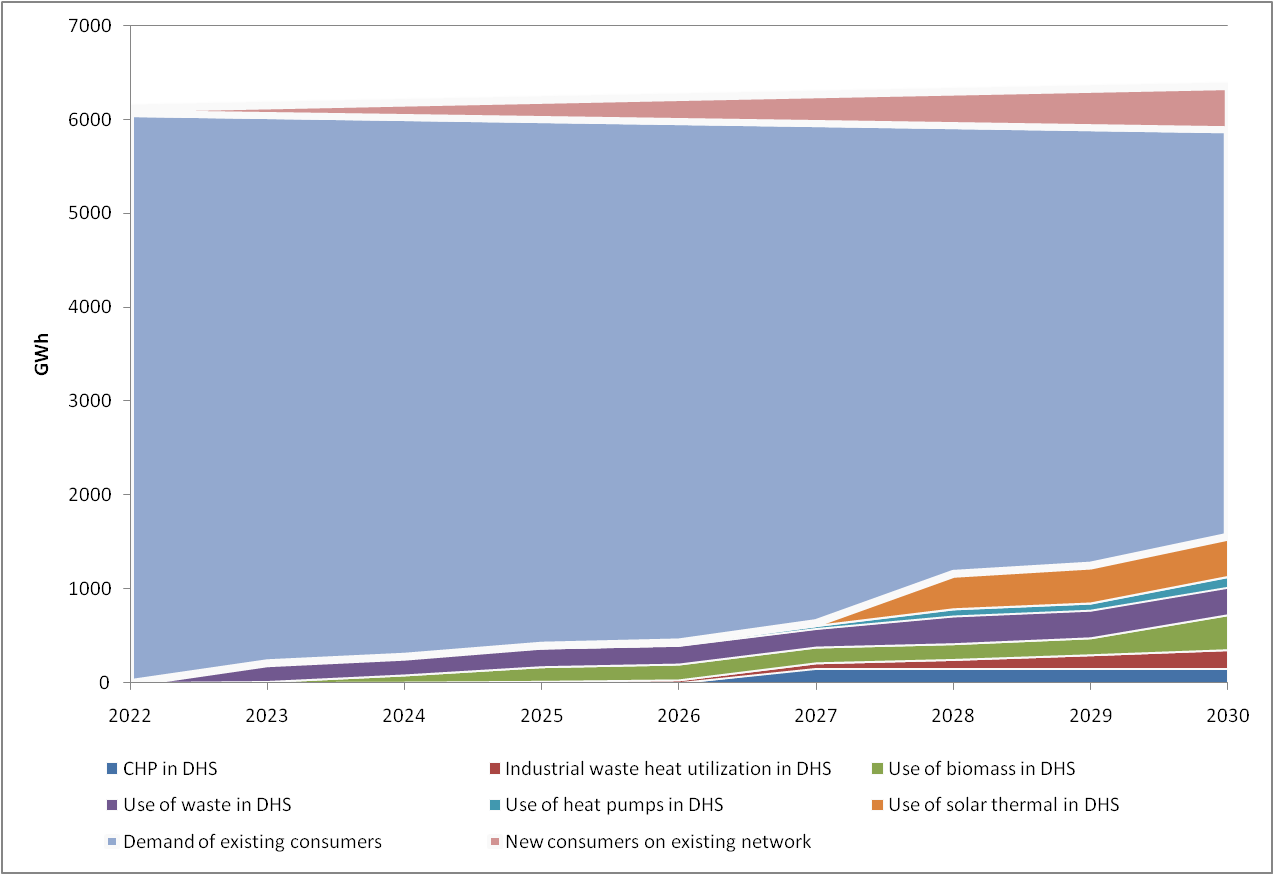 7000
6000
5000
4000
3000
2000
1000
0
GWh
2022 2023 2024 2025 2026 2027 2028 2029 2030
CHP in DHS Industrial waste heat utilization in DHS Use of biomass in DHS
Use of waste in DHS Use of heat pumps in DHS Use of solar thermal in DHS
Demand of existing consumers New consumers on existing network